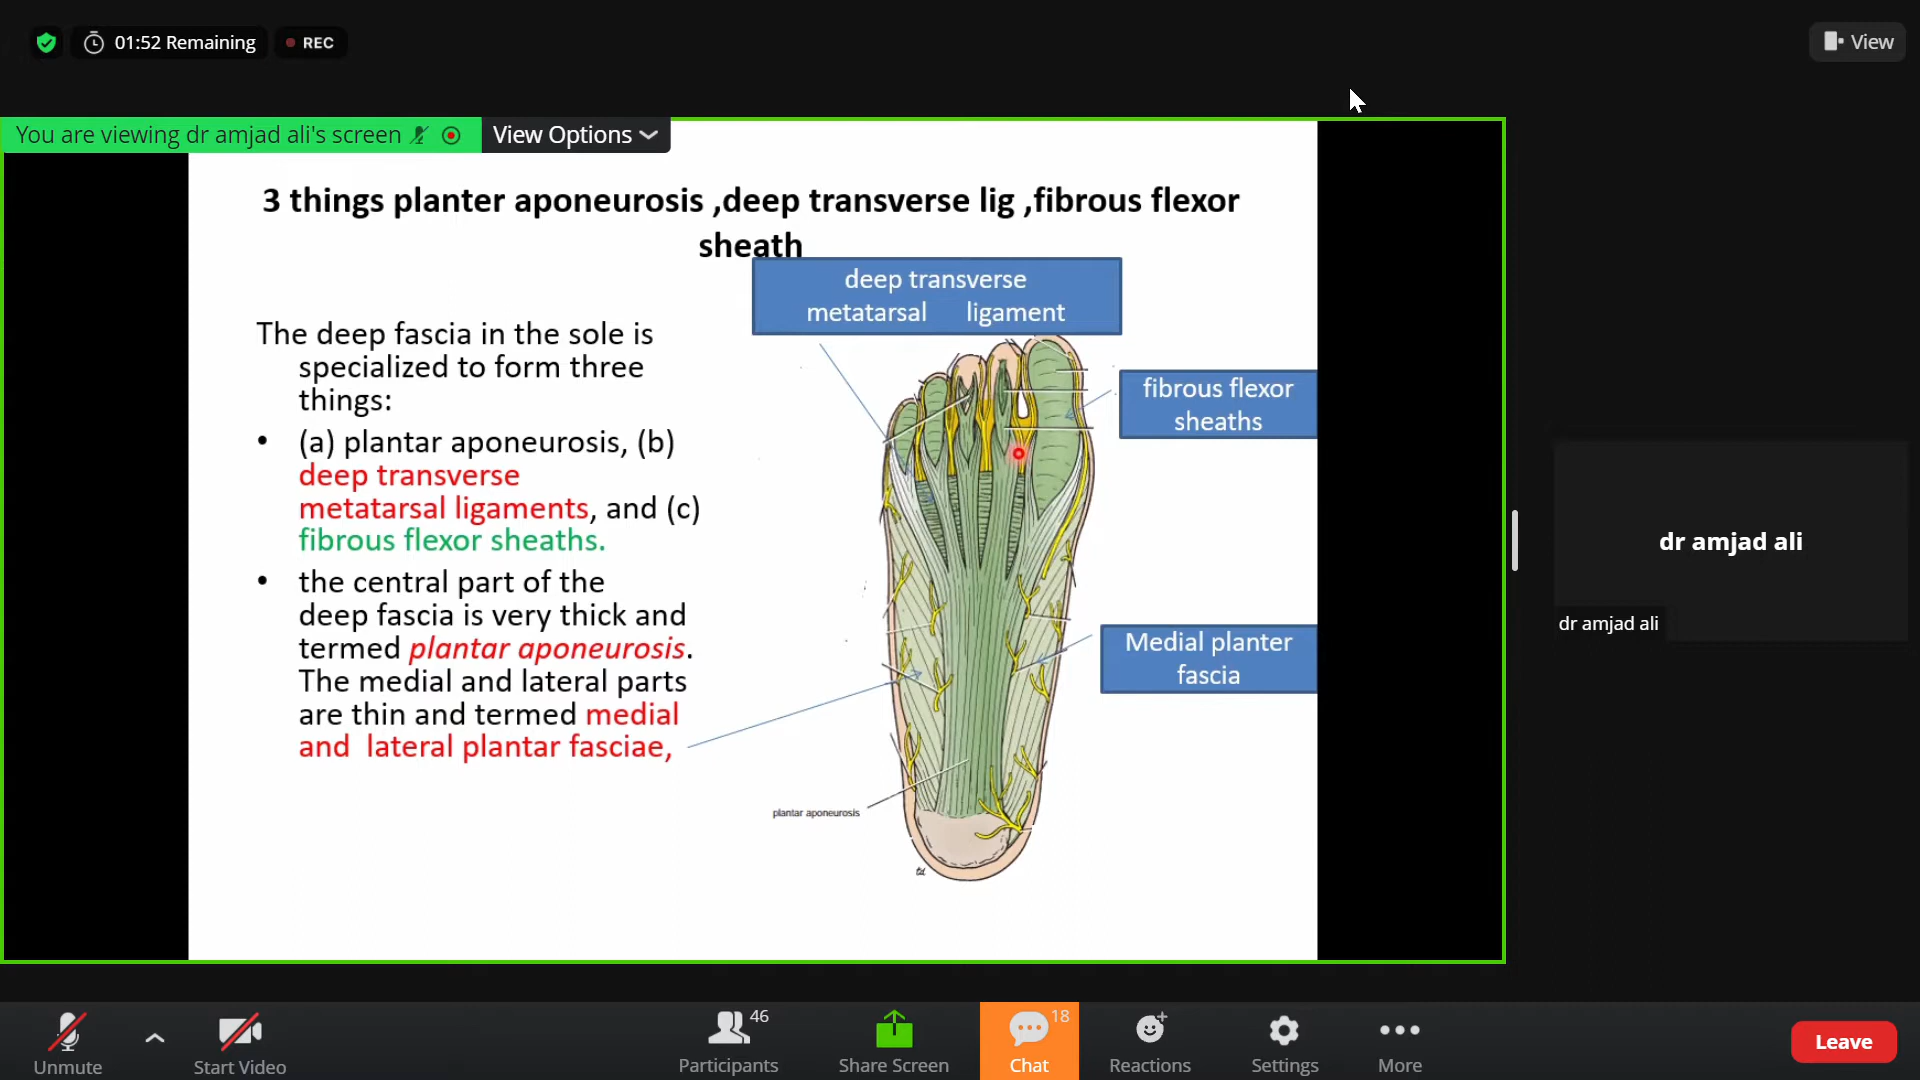 01:52 Remaining
REC
View
You are viewing dr amjad ali's screen
View Options
3 things planter aponeurosis ,deep transverse lig ,fibrous flexor
sheath
deep transverse
metatarsal ligament
The deep fascia in the sole is
specialized to form three
things:
• (a) plantar aponeurosis, (b)
deep transverse
metatarsal ligaments, and (c)
fibrous flexor sheaths.
• the central part of the
deep fascia is very thick and
termed plantar aponeurosis.
The medial and lateral parts
are thin and termed medial
and lateral plantar fasciae,
fibrous flexor
sheaths
Medial planter
fascia
plantar aponeurosis
dr amjad ali
dr amjad ali
Unmute
Start Video
46
Participants
Share Screen
18
Chat
Reactions
Settings
More
Leave